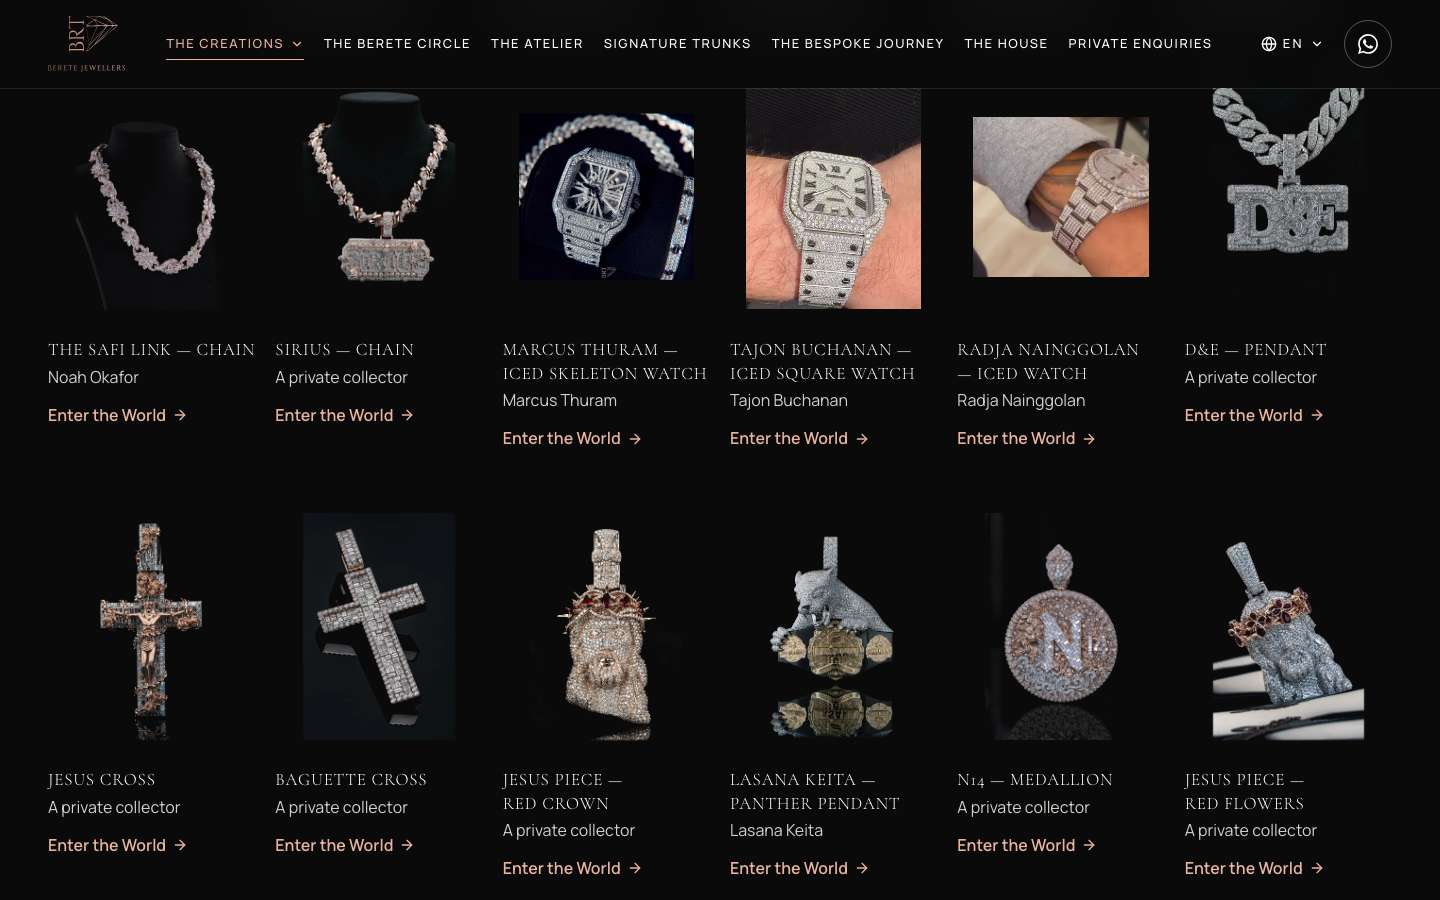 BRT
BERETE JEWELLERS
THE CREATIONS
THE BERETE CIRCLE
THE ATELIER
SIGNATURE TRUNKS
THE BESPOKE JOURNEY
THE HOUSE
PRIVATE ENQUIRIES
EN
SIRIUS
D&E
THE SAFI LINK — CHAIN
Noah Okafor
Enter the World →
SIRIUS — CHAIN
A private collector
Enter the World →
MARCUS THURAM —
ICED SKELETON WATCH
Marcus Thuram
Enter the World →
TAJON BUCHANAN —
ICED SQUARE WATCH
Tajon Buchanan
Enter the World →
RADJA NAINGGOLAN
— ICED WATCH
Radja Nainggolan
Enter the World →
D&E — PENDANT
A private collector
Enter the World →
N14
JESUS CROSS
A private collector
Enter the World →
BAGUETTE CROSS
A private collector
Enter the World →
JESUS PIECE —
RED CROWN
A private collector
Enter the World →
LASANA KEITA —
PANTHER PENDANT
Lasana Keita
Enter the World →
N14 — MEDALLION
A private collector
Enter the World →
JESUS PIECE —
RED FLOWERS
A private collector
Enter the World →